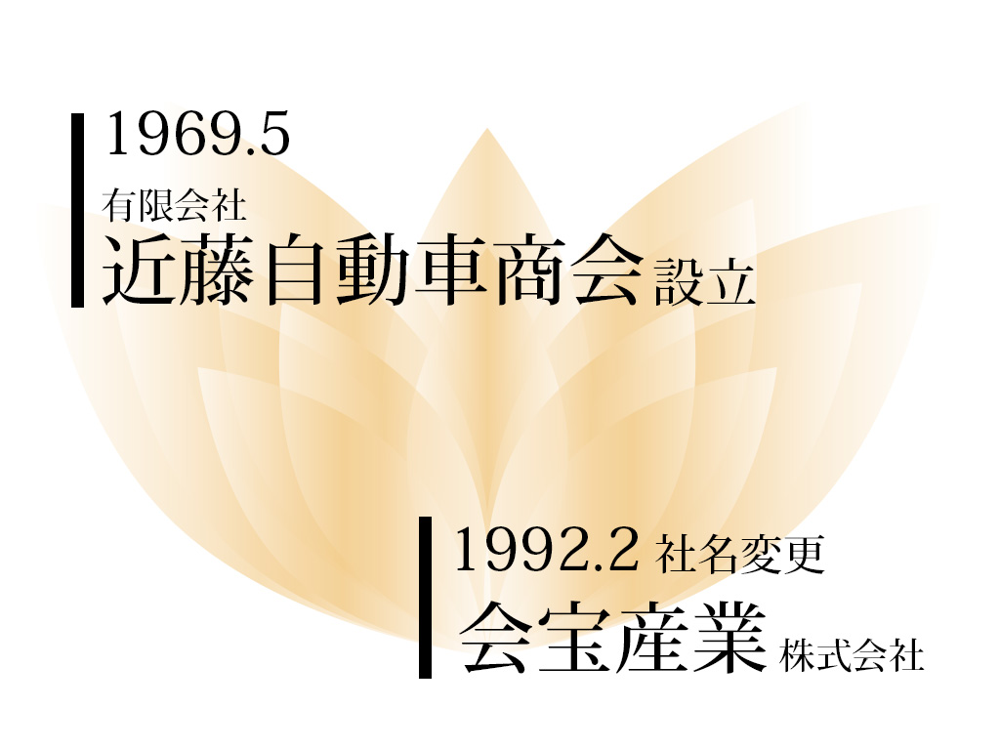 1969.5
有限会社
近藤自動車商会 設立
1992.2 社名変更
会宝産業 株式会社